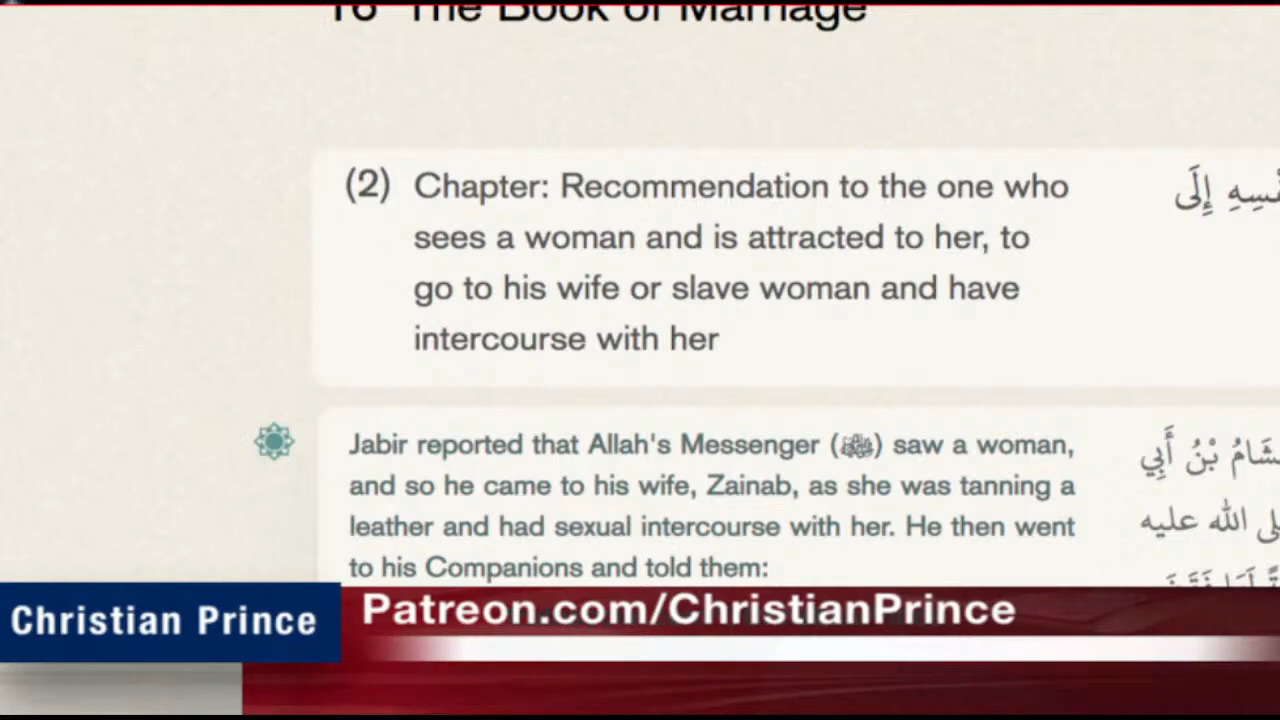 16 The Book of Marriage
(2) Chapter: Recommendation to the one who
sees a woman and is attracted to her, to
go to his wife or slave woman and have
intercourse with her
إِلَى
Jabir reported that Allah's Messenger (ﷺ) saw a woman,
and so he came to his wife, Zainab, as she was tanning a
leather and had sexual intercourse with her. He then went
to his Companions and told them:
بْنُ أَبِي
الله عليه
Christian Prince
Patreon.com/ChristianPrince